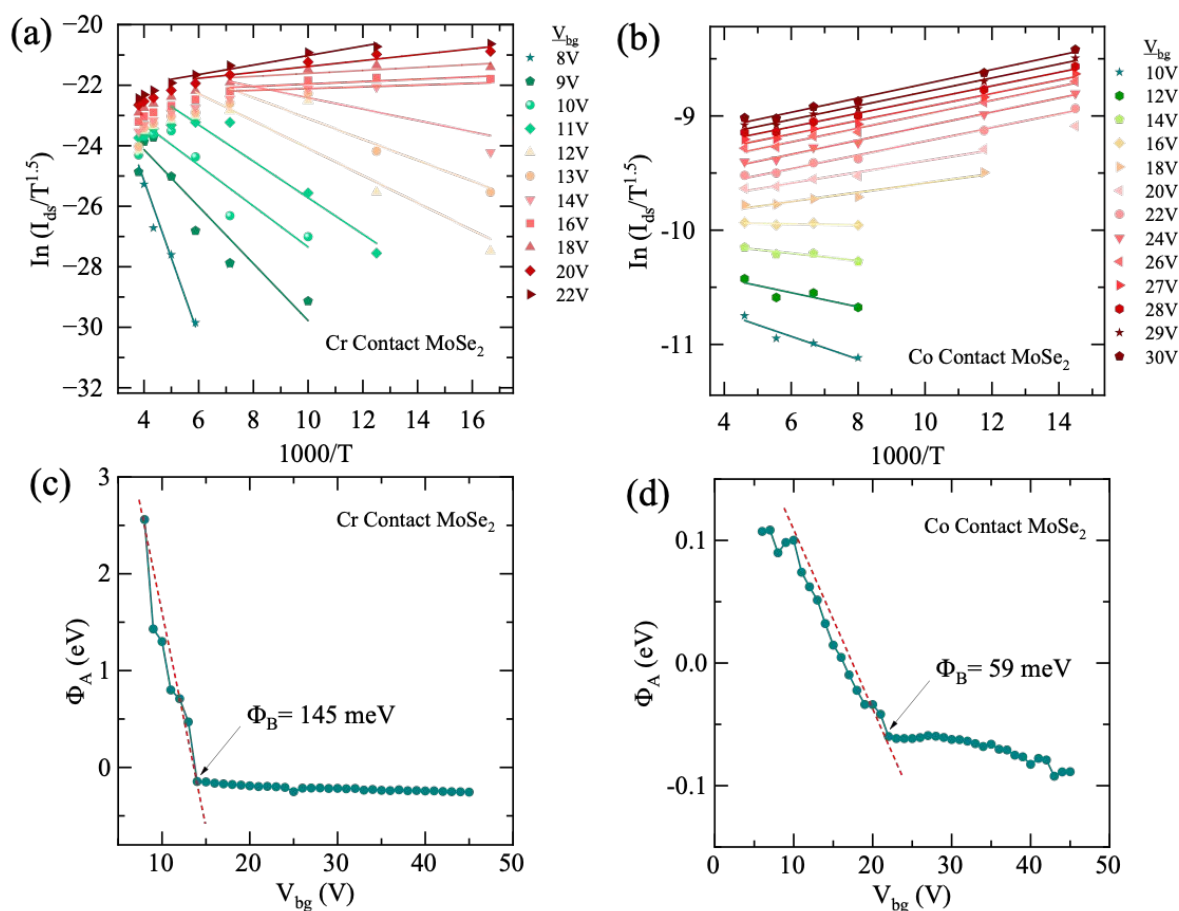 (a)
ln (I_ds/T^1.5)
−20
−22
−24
−26
−28
−30
−32
4
6
8
10
12
14
16
1000/T
Cr Contact MoSe₂
V_bg
8V
9V
10V
11V
12V
13V
14V
16V
18V
20V
22V
(b)
ln (I_ds/T^1.5)
-9
-10
-11
4
6
8
10
12
14
1000/T
Co Contact MoSe₂
V_bg
10V
12V
14V
16V
18V
20V
22V
24V
26V
27V
28V
29V
30V
(c)
Φ_A (eV)
3
2
1
0
10
20
30
40
50
V_bg (V)
Cr Contact MoSe₂
Φ_B= 145 meV
(d)
Φ_A (eV)
0.1
0.0
-0.1
0
10
20
30
40
50
V_bg (V)
Co Contact MoSe₂
Φ_B= 59 meV